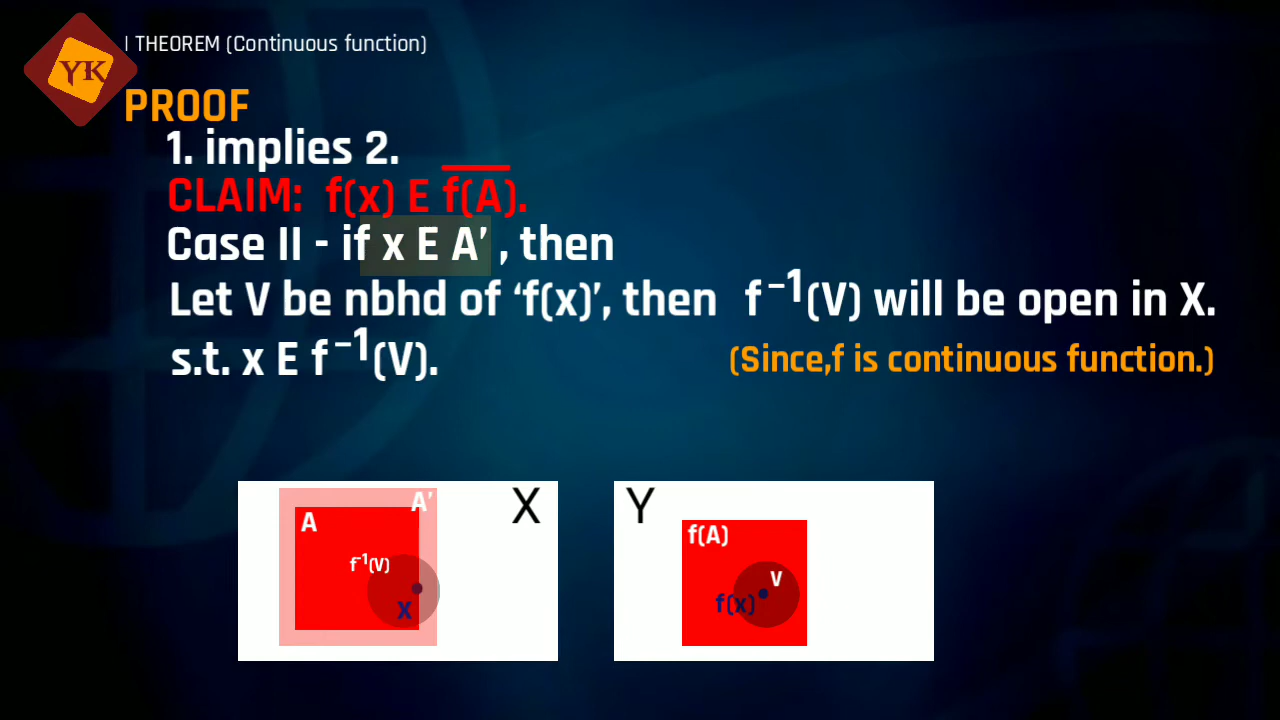 YK
| THEOREM (Continuous function)
PROOF
1. implies 2.
CLAIM: f(x) E f(A).
Case II - if x E A' , then
Let V be nbhd of ‘f(x)’, then f⁻¹(V) will be open in X.
s.t. x E f⁻¹(V). (Since,f is continuous function.)
A' X
A
f⁻¹(V)
X
Y
f(A)
V
f(x)